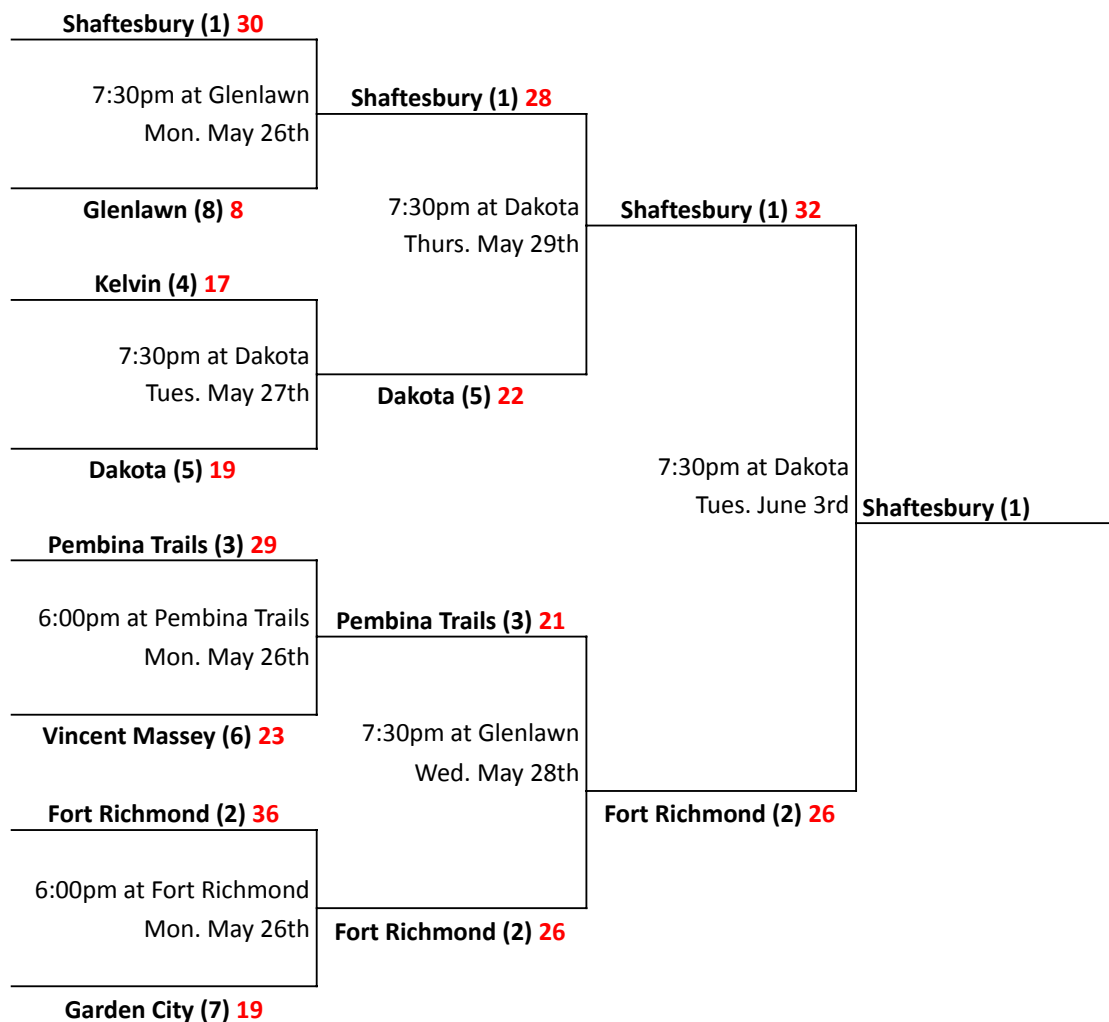 Shaftesbury (1) 30
7:30pm at Glenlawn
Mon. May 26th
Glenlawn (8) 8
Kelvin (4) 17
7:30pm at Dakota
Tues. May 27th
Dakota (5) 19
Pembina Trails (3) 29
6:00pm at Pembina Trails
Mon. May 26th
Vincent Massey (6) 23
Fort Richmond (2) 36
6:00pm at Fort Richmond
Mon. May 26th
Garden City (7) 19
Shaftesbury (1) 28
7:30pm at Dakota
Thurs. May 29th
Dakota (5) 22
Pembina Trails (3) 21
7:30pm at Glenlawn
Wed. May 28th
Fort Richmond (2) 26
Shaftesbury (1) 32
7:30pm at Dakota
Tues. June 3rd
Fort Richmond (2) 26
Shaftesbury (1)